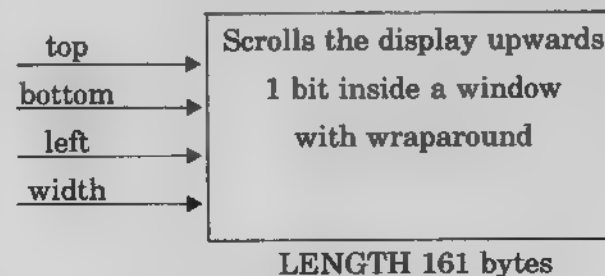 top
bottom
left
width
Scrolls the display upwards
1 bit inside a window
with wraparound
LENGTH 161 bytes